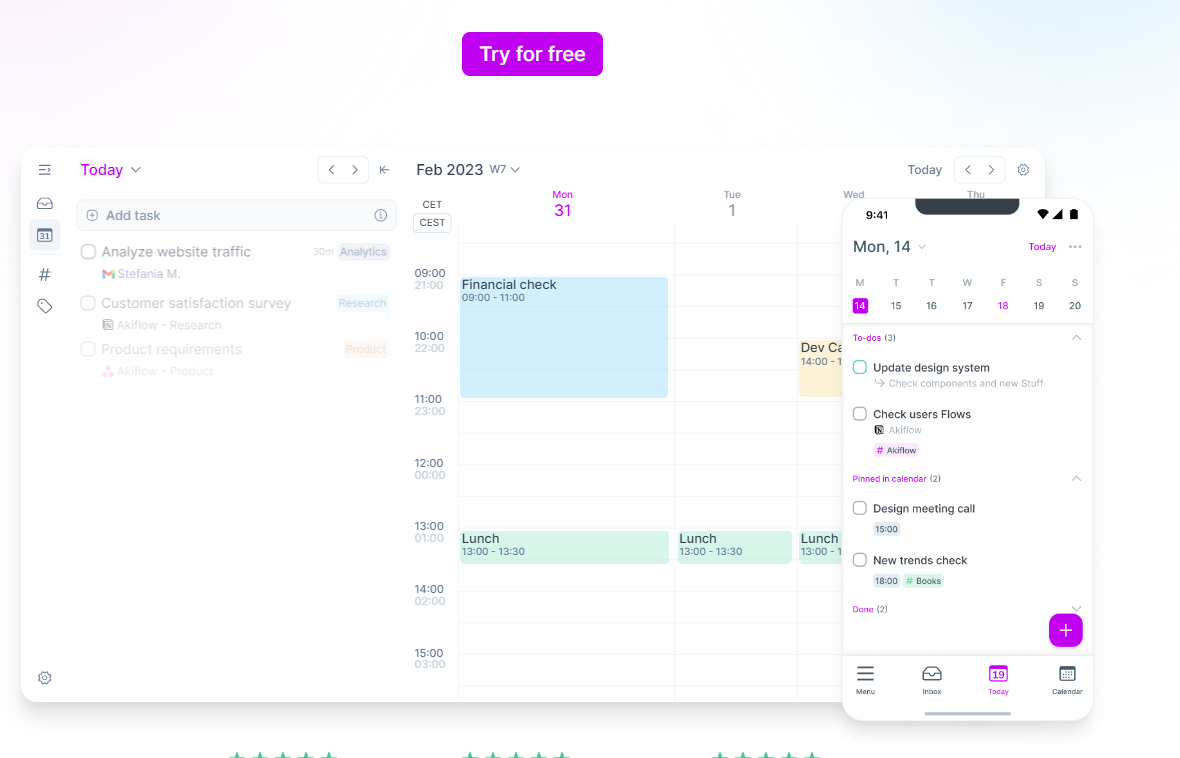 Try for free
Today
Add task
Analyze website traffic 30m Analytics
Stefania M.
Customer satisfaction survey Research
Akiflow - Research
Product requirements Product
Akiflow - Product
31
Feb 2023 W7
Today
CET
CEST
Mon Tue Wed Thu
31 1
09:00
21:00
10:00
22:00
11:00
23:00
12:00
00:00
13:00
01:00
14:00
02:00
15:00
03:00
Financial check
09:00 - 11:00
Lunch
13:00 - 13:30
Lunch
13:00 - 13:30
Dev
14:00 -
Lunch
13:00 -
9:41
Mon, 14 Today
M T T W F S S
14 15 16 17 18 19 20
To-dos (3)
Update design system
Check components and new Stuff
Check users Flows
Akiflow
# Akiflow
Pinned in calendar (2)
Design meeting call
15:00
New trends check
18:00 # Books
Done (2)
19
Menu Inbox Today Calendar